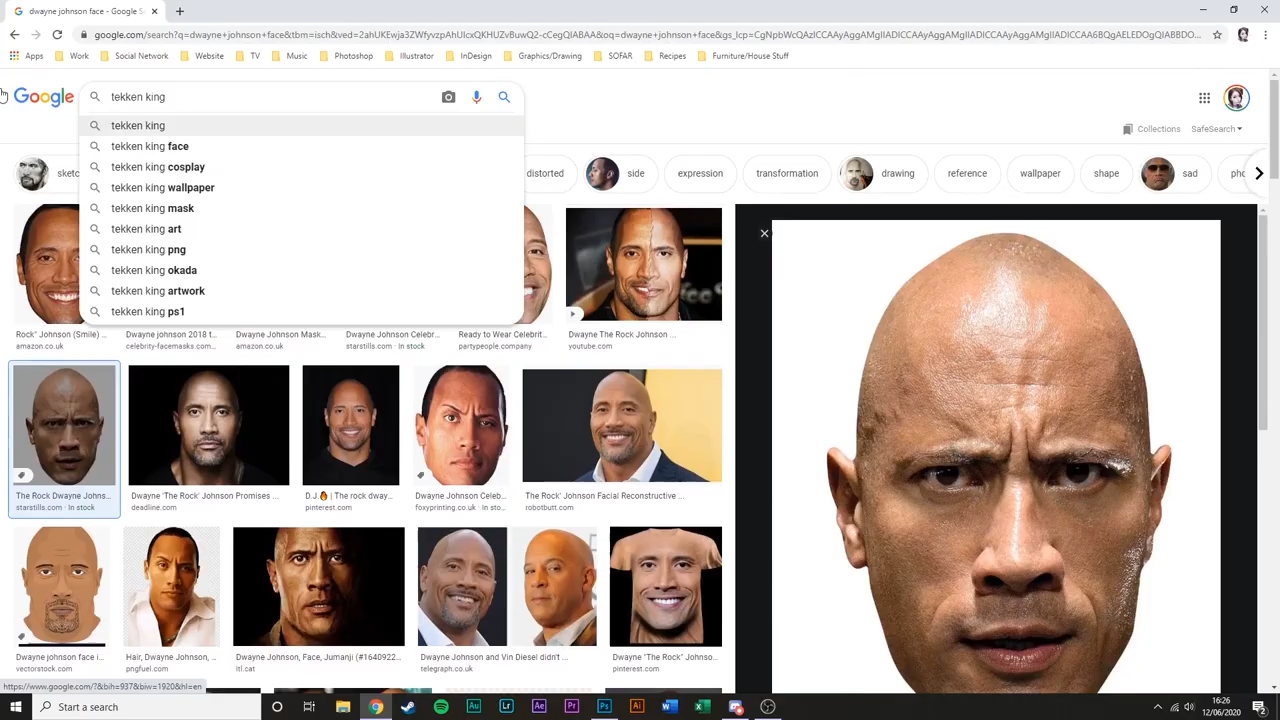 dwayne johnson face - Google S
google.com/search?q=dwayne+johnson+face&tbm=isch&ved=2ahUKEwja3ZWfyvzpAhUIcxQKHUZvBuwQ2-cCegQIABAA&oq=dwayne+johnson+face&gs_lcp=CgNpbWcQAzICCAAyAggAMgIIADICCAAyAggAMgIIADICCAAyAggAMgIIADICCAA6BQgAELEDOgQIABBDO...
Apps Work Social Network Website TV Music Photoshop Illustrator InDesign Graphics/Drawing SOFAR Recipes Furniture/House Stuff
Google
tekken king
Collections SafeSearch
tekken king
tekken king face
tekken king cosplay
tekken king wallpaper
tekken king mask
tekken king art
tekken king png
tekken king okada
tekken king artwork
tekken king ps1
sketc distorted side expression transformation drawing reference wallpaper shape sad pho
Rock" Johnson (Smile) ... Dwayne johnson 2018 t... Dwayne Johnson Mask... Dwayne Johnson Celebr... Ready to Wear Celebrit... Dwayne The Rock Johnson ...
amazon.co.uk celebrity-facemasks.com... amazon.co.uk starstills.com · In stock partypeople.company youtube.com
The Rock Dwayne Johns... Dwayne 'The Rock' Johnson Promises ... D.J. | The rock dway... Dwayne Johnson Celeb... The Rock' Johnson Facial Reconstructive ...
starstills.com · In stock deadline.com pinterest.com foxyprinting.co.uk · In sto... robotbutt.com
Dwayne johnson face i... Hair, Dwayne Johnson, ... Dwayne Johnson, Face, Jumanji (#1640922... Dwayne Johnson and Vin Diesel didn't ... Dwayne "The Rock" Johnso...
vectorstock.com pngfuel.com itl.cat telegraph.co.uk pinterest.com
https://www.google.com/?&bih=937&biw=1920&hl=en
Start a search
Au Lr Ae Pr Ps Ai
16:26
12/06/2020
2